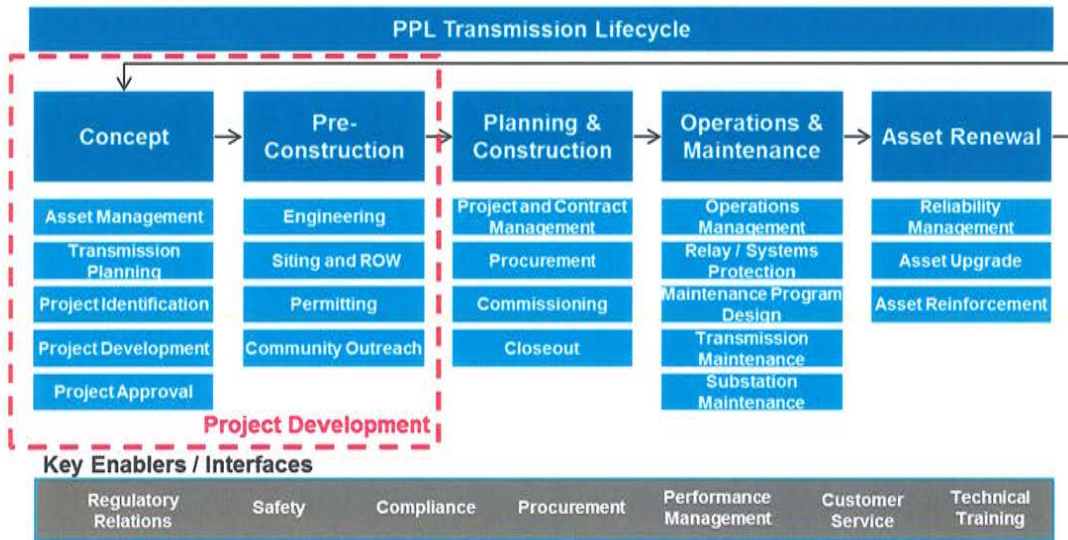 PPL Transmission Lifecycle
Concept
Asset Management
Transmission
Planning
Project Identification
Project Development
Project Approval
Pre-
Construction
Engineering
Siting and ROW
Permitting
Community Outreach
Project Development
Planning &
Construction
Project and Contract
Management
Procurement
Commissioning
Closeout
Operations &
Maintenance
Operations
Management
Relay / Systems
Protection
Maintenance Program
Design
Transmission
Maintenance
Substation
Maintenance
Asset Renewal
Reliability
Management
Asset Upgrade
Asset Reinforcement
Key Enablers / Interfaces
Regulatory
Relations
Safety
Compliance
Procurement
Performance
Management
Customer
Service
Technical
Training